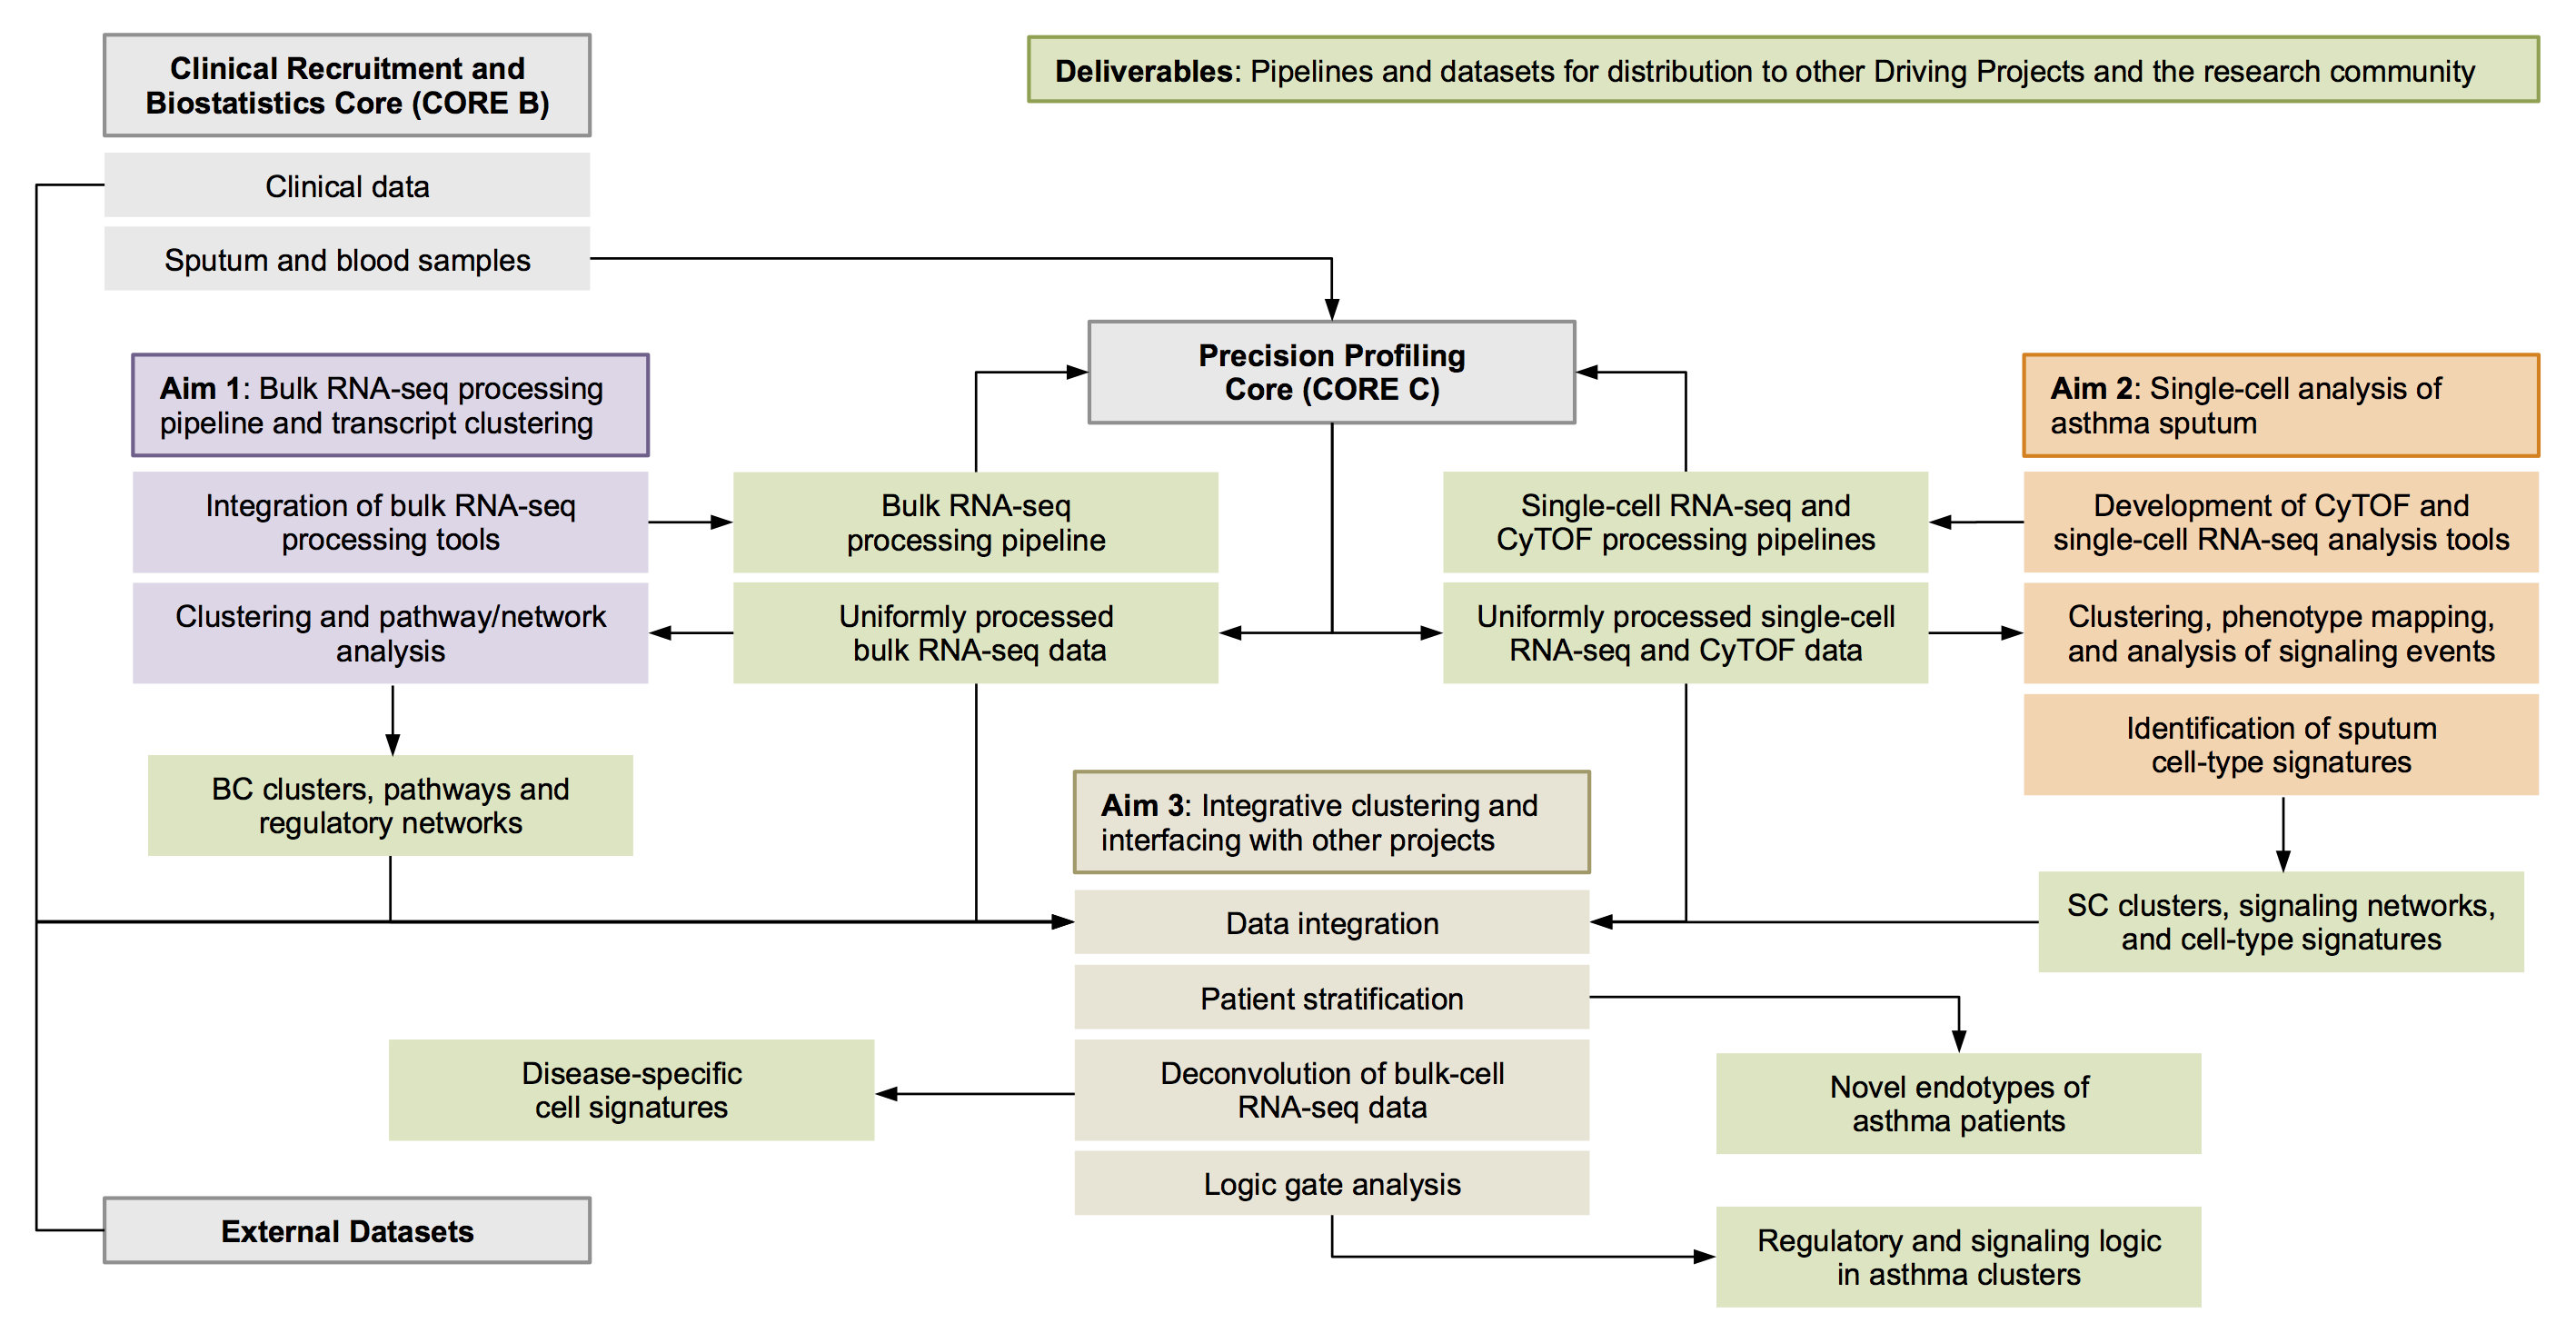 Clinical Recruitment and
Biostatistics Core (CORE B)
Deliverables: Pipelines and datasets for distribution to other Driving Projects and the research community
Clinical data
Sputum and blood samples
Precision Profiling
Core (CORE C)
Aim 1: Bulk RNA-seq processing
pipeline and transcript clustering
Aim 2: Single-cell analysis of
asthma sputum
Integration of bulk RNA-seq
processing tools
Bulk RNA-seq
processing pipeline
Single-cell RNA-seq and
CyTOF processing pipelines
Development of CyTOF and
single-cell RNA-seq analysis tools
Clustering and pathway/network
analysis
Uniformly processed
bulk RNA-seq data
Uniformly processed single-cell
RNA-seq and CyTOF data
Clustering, phenotype mapping,
and analysis of signaling events
Identification of sputum
cell-type signatures
BC clusters, pathways and
regulatory networks
Aim 3: Integrative clustering and
interfacing with other projects
Data integration
SC clusters, signaling networks,
and cell-type signatures
Patient stratification
Disease-specific
cell signatures
Deconvolution of bulk-cell
RNA-seq data
Novel endotypes of
asthma patients
Logic gate analysis
External Datasets
Regulatory and signaling logic
in asthma clusters